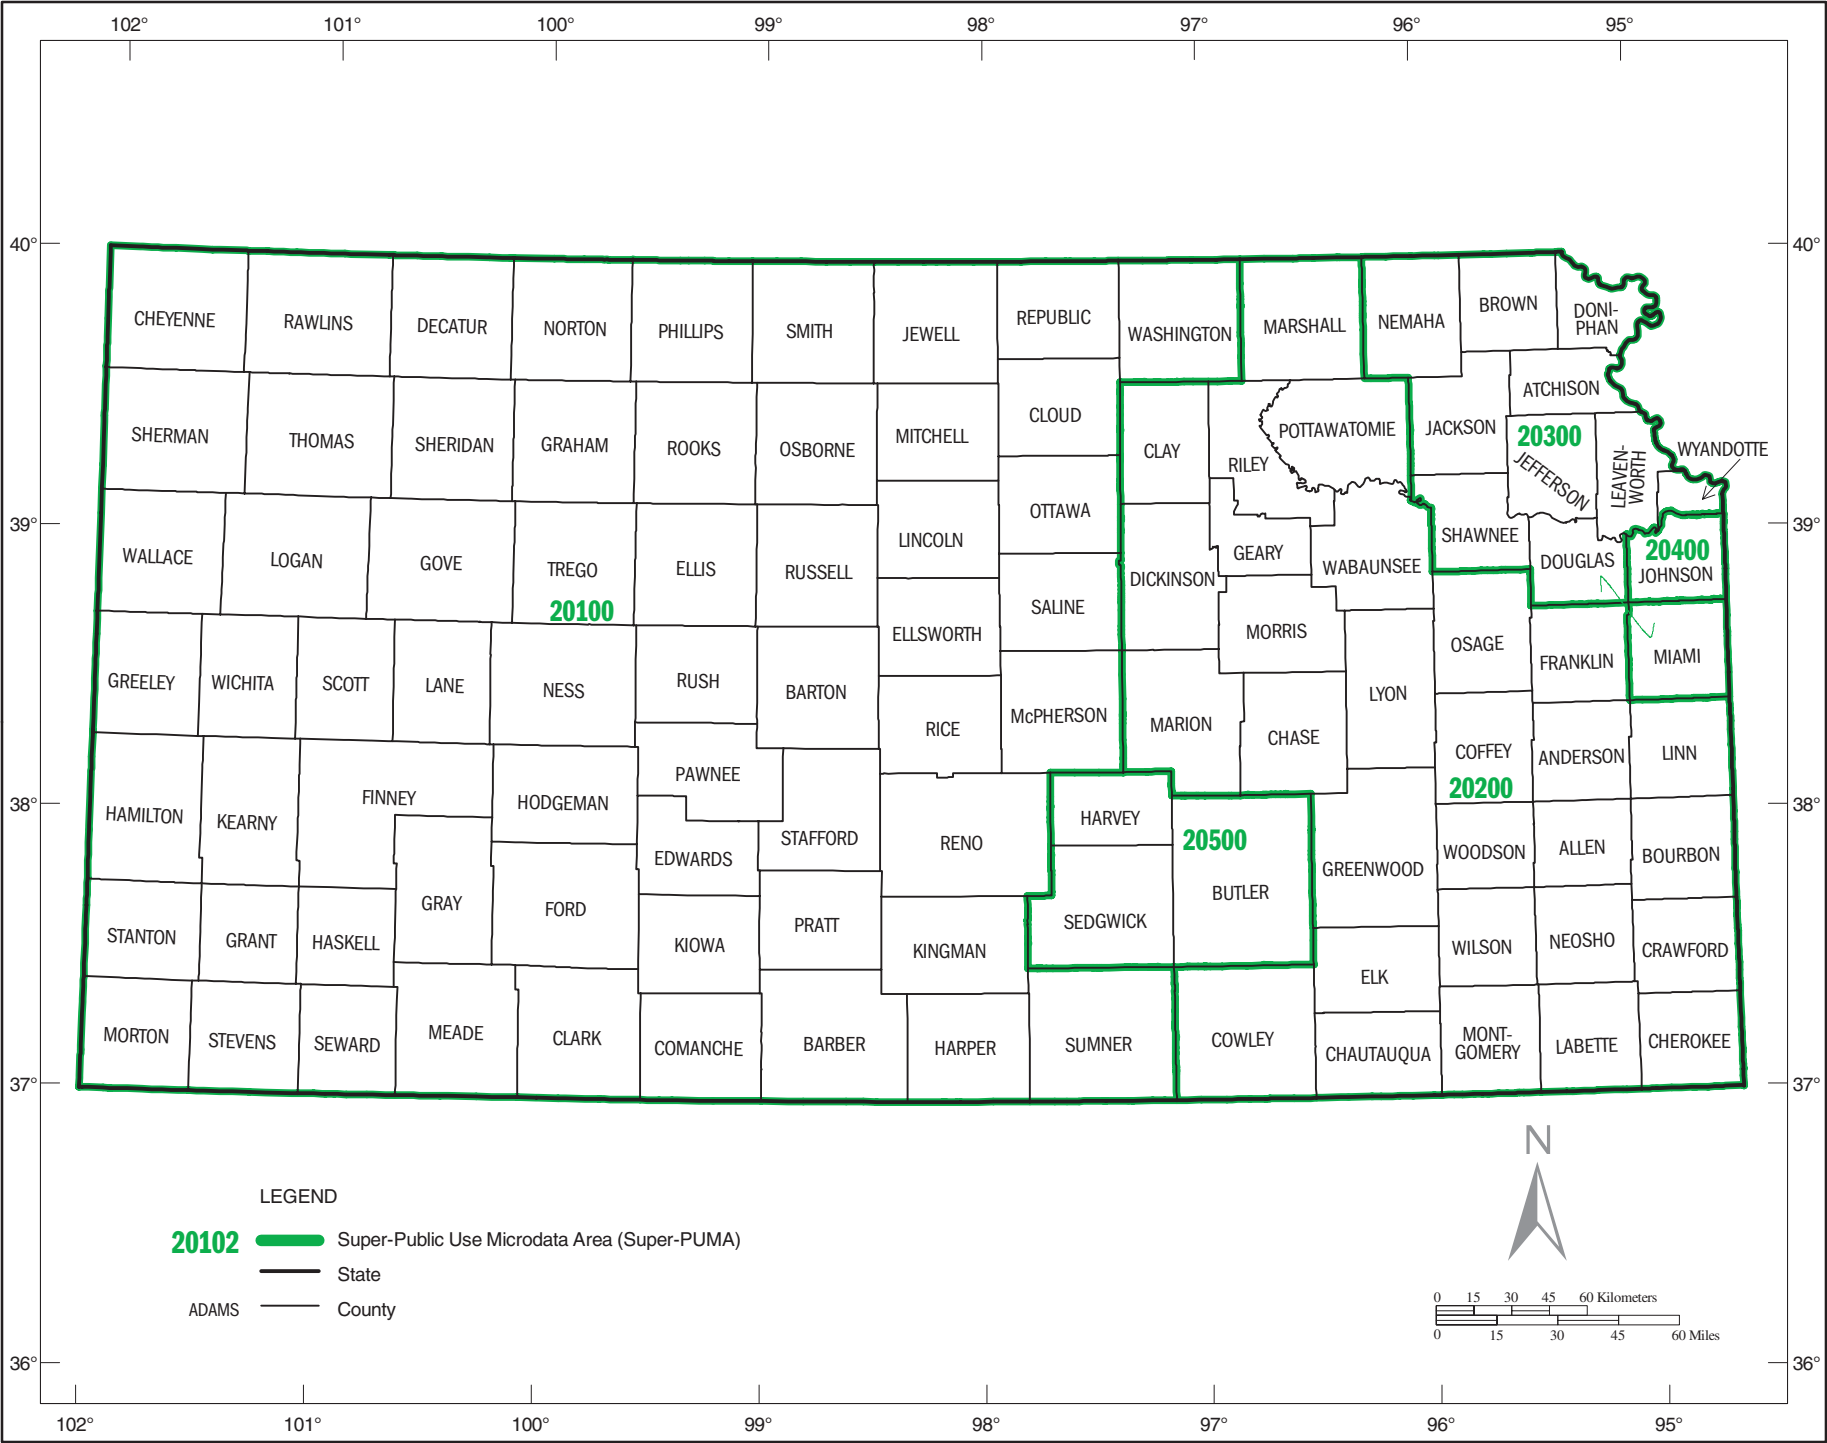 102° 101° 100° 99° 98° 97° 96° 95°
40° 40°
CHEYENNE RAWLINS DECATUR NORTON PHILLIPS SMITH JEWELL REPUBLIC WASHINGTON MARSHALL NEMAHA BROWN DONI-
PHAN
SHERMAN THOMAS SHERIDAN GRAHAM ROOKS OSBORNE MITCHELL CLOUD CLAY RILEY POTTAWATOMIE JACKSON ATCHISON
20300
JEFFERSON
LEAVEN-
WORTH
WYANDOTTE
39° 39°
WALLACE LOGAN GOVE TREGO ELLIS RUSSELL LINCOLN OTTAWA DICKINSON GEARY WABAUNSEE SHAWNEE DOUGLAS
20400
JOHNSON
20100
ELLSWORTH SALINE MORRIS
GREELEY WICHITA SCOTT LANE NESS RUSH BARTON RICE McPHERSON MARION CHASE LYON OSAGE FRANKLIN MIAMI
COFFEY ANDERSON LINN
20200
38° 38°
HAMILTON KEARNY FINNEY HODGEMAN PAWNEE STAFFORD RENO HARVEY
20500
BUTLER GREENWOOD WOODSON ALLEN BOURBON
GRAY FORD EDWARDS
STANTON GRANT HASKELL KIOWA PRATT KINGMAN SEDGWICK ELK WILSON NEOSHO CRAWFORD
MORTON STEVENS SEWARD MEADE CLARK COMANCHE BARBER HARPER SUMNER COWLEY CHAUTAUQUA MONT-
GOMERY LABETTE CHEROKEE
37° 37°
N
LEGEND
20102 Super-Public Use Microdata Area (Super-PUMA)
State
ADAMS County
0 15 30 45 60 Kilometers
0 15 30 45 60 Miles
36° 36°
102° 101° 100° 99° 98° 97° 96° 95°